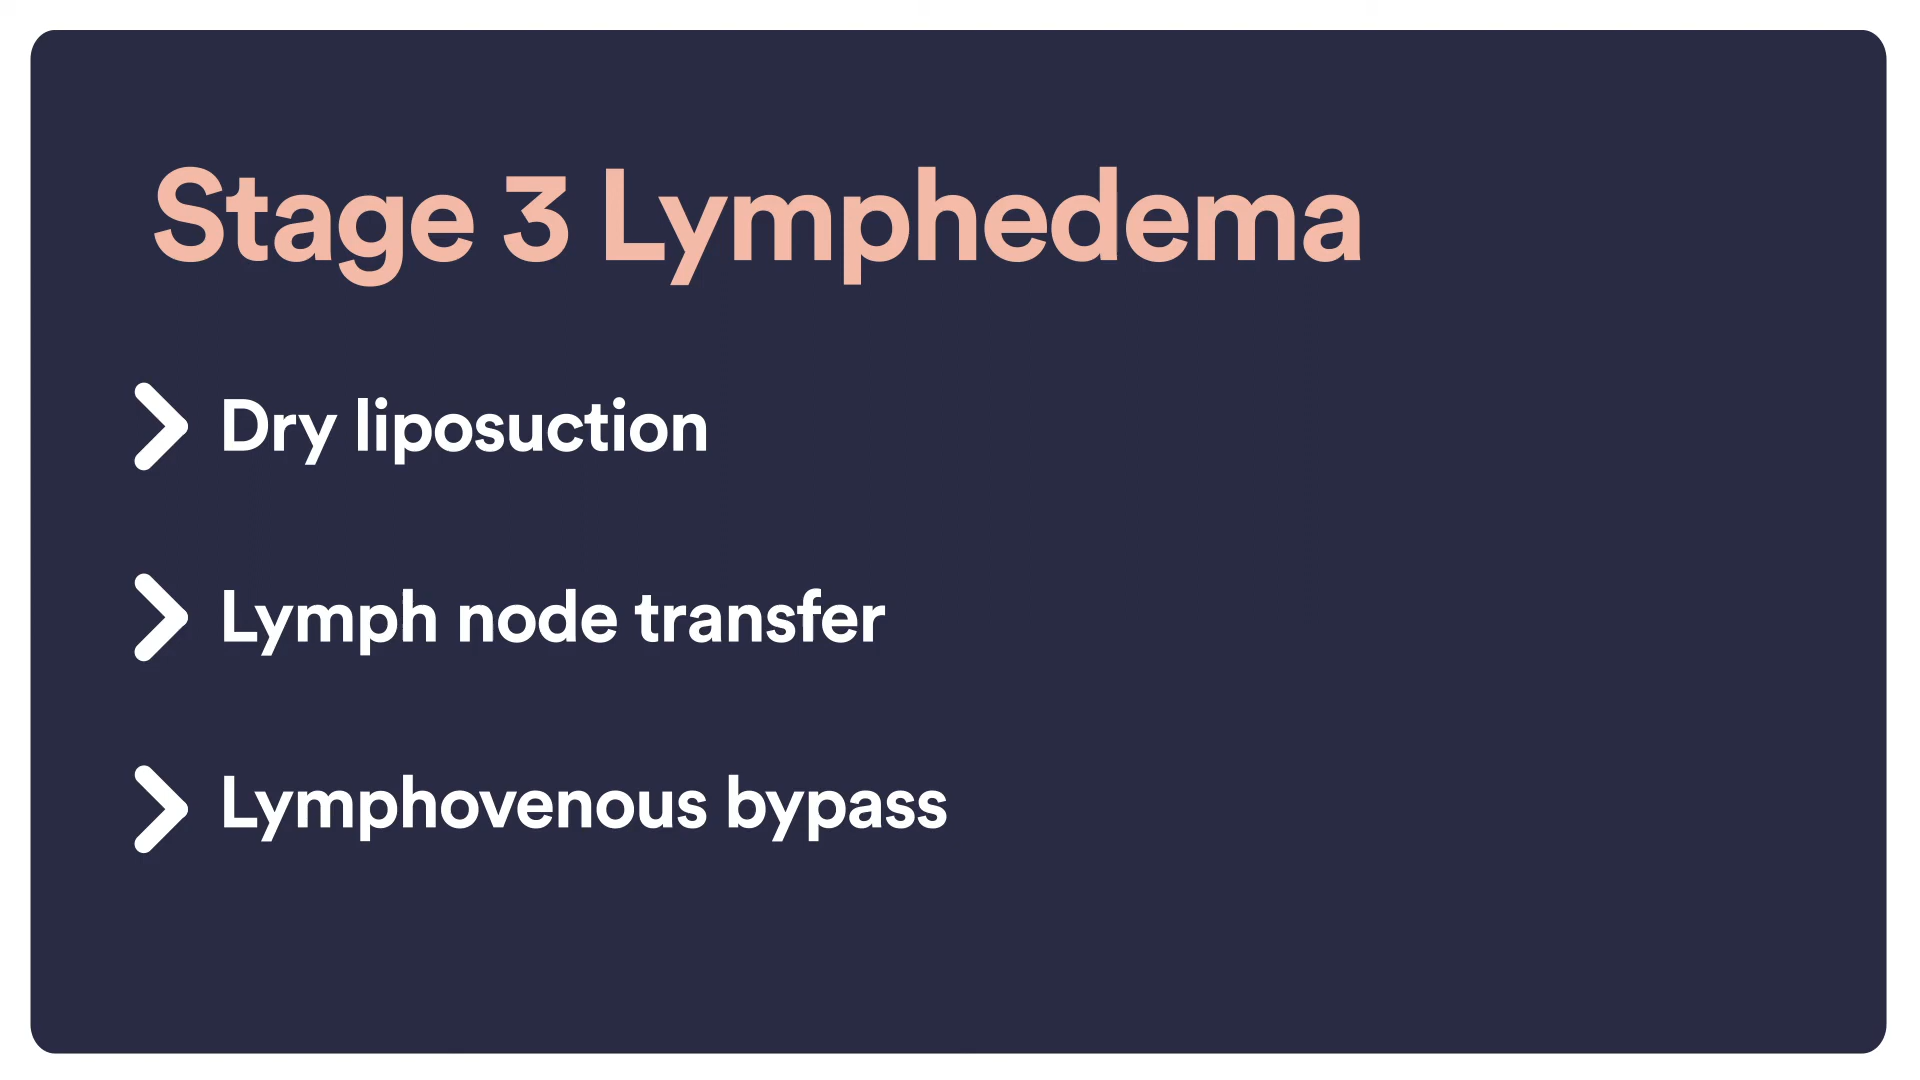 Stage 3 Lymphedema
Dry liposuction
Lymph node transfer
Lymphovenous bypass